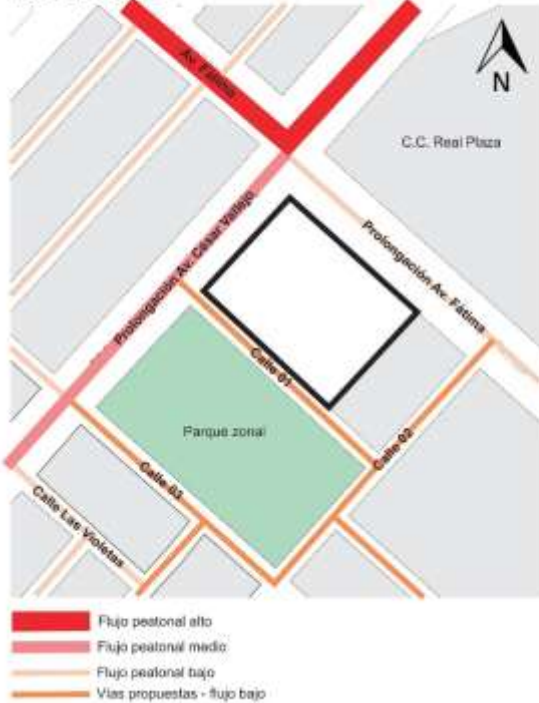 Av. Fátima
N
C.C. Real Plaza
Prolongación Av. César Vallejo
Prolongación Av. Fátima
Calle 01
Parque zonal
Calle 02
Calle 03
Calle Las Violetas
Flujo peatonal alto
Flujo peatonal medio
Flujo peatonal bajo
Vías propuestas - flujo bajo